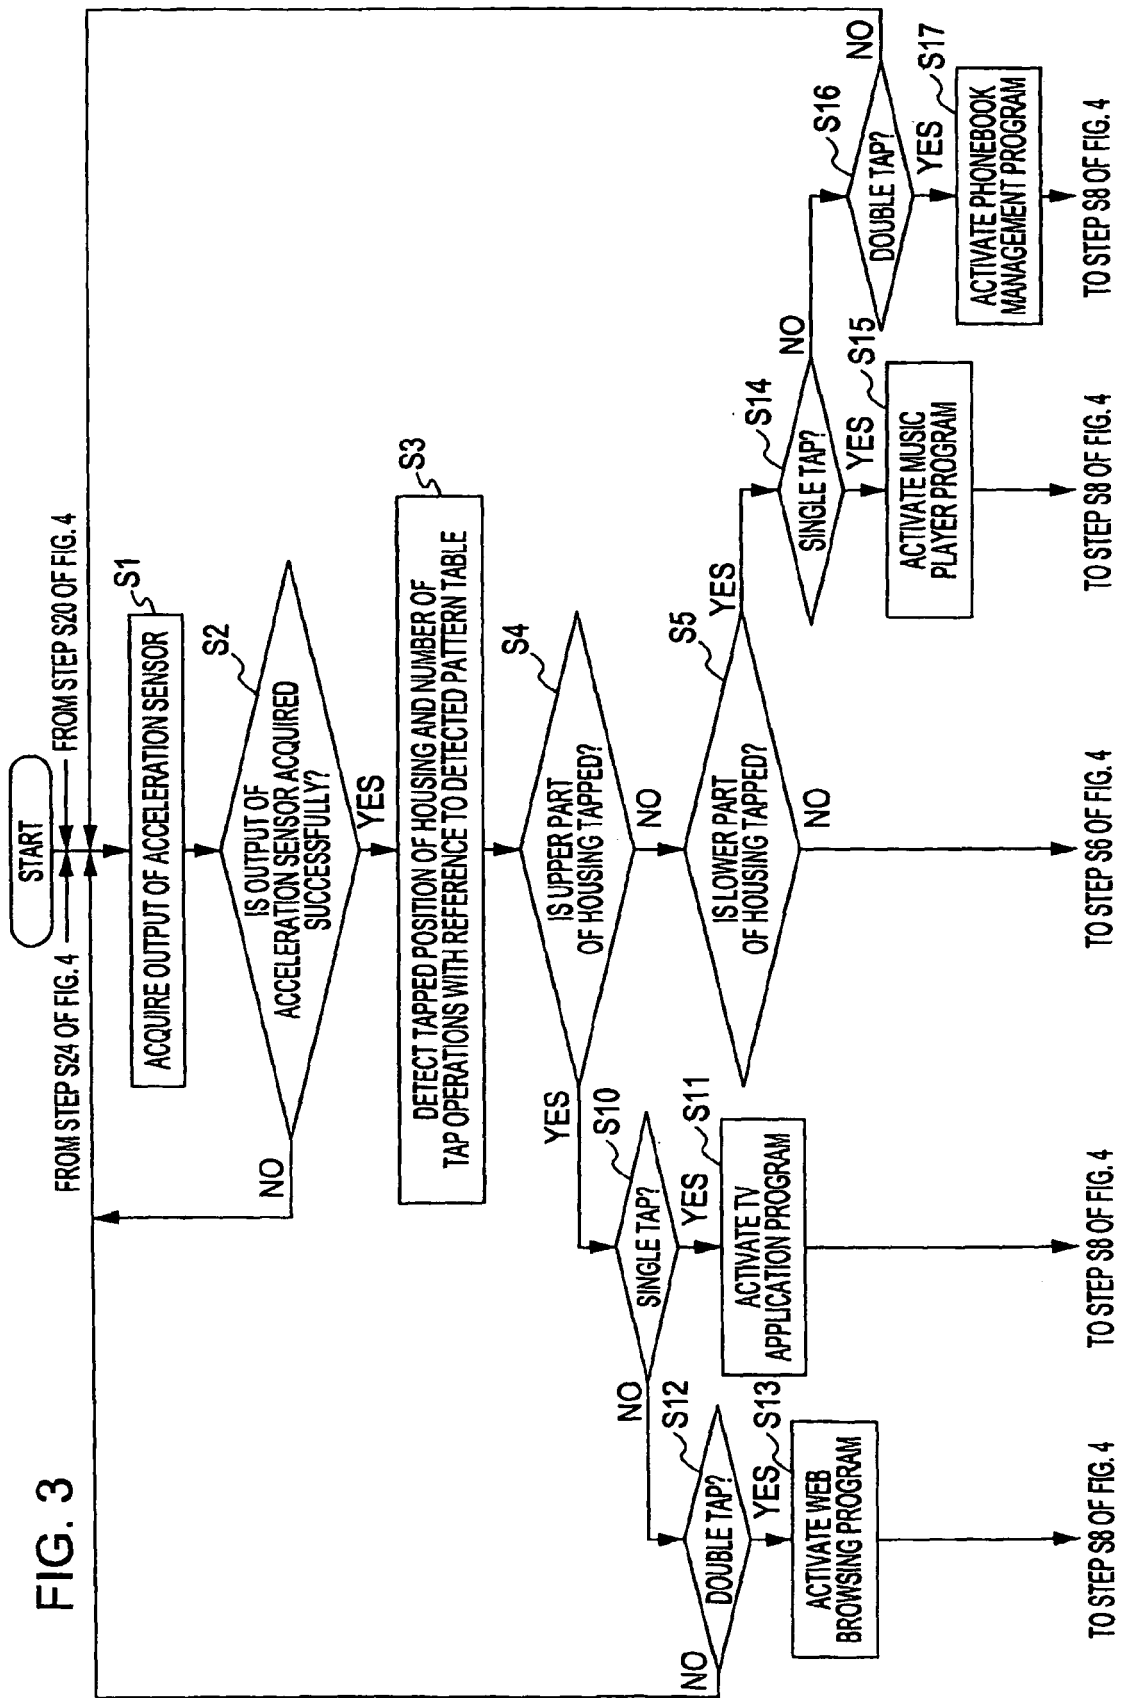 FIG. 3
START
FROM STEP S24 OF FIG. 4
FROM STEP S20 OF FIG. 4
S1
ACQUIRE OUTPUT OF ACCELERATION SENSOR
S2
IS OUTPUT OF
ACCELERATION SENSOR ACQUIRED
SUCCESSFULLY?
NO
YES
S3
DETECT TAPPED POSITION OF HOUSING AND NUMBER OF
TAP OPERATIONS WITH REFERENCE TO DETECTED PATTERN TABLE
S4
IS UPPER PART
OF HOUSING TAPPED?
YES
NO
S5
IS LOWER PART
OF HOUSING TAPPED?
YES
NO
S10
SINGLE TAP?
NO
YES
S11
ACTIVATE TV
APPLICATION PROGRAM
S12
DOUBLE TAP?
NO
YES
S13
ACTIVATE WEB
BROWSING PROGRAM
S14
SINGLE TAP?
NO
YES
S15
ACTIVATE MUSIC
PLAYER PROGRAM
S16
DOUBLE TAP?
NO
YES
S17
ACTIVATE PHONEBOOK
MANAGEMENT PROGRAM
TO STEP S8 OF FIG. 4
TO STEP S8 OF FIG. 4
TO STEP S6 OF FIG. 4
TO STEP S8 OF FIG. 4
TO STEP S8 OF FIG. 4